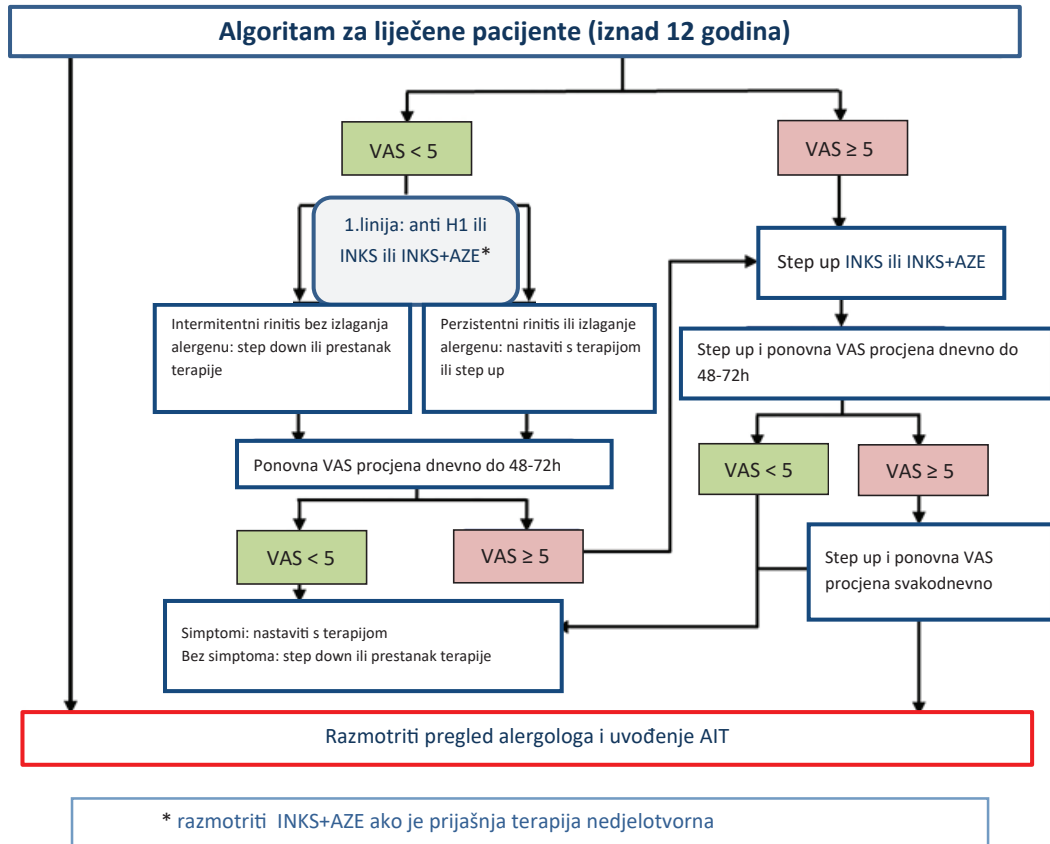 Algoritam za liječene pacijente (iznad 12 godina)
VAS < 5
VAS ≥ 5
1.linija: anti H1 ili
INKS ili INKS+AZE*
Step up INKS ili INKS+AZE
Intermitentni rinitis bez izlaganja
alergenu: step down ili prestanak
terapije
Perzistentni rinitis ili izlaganje
alergenu: nastaviti s terapijom
ili step up
Step up i ponovna VAS procjena dnevno do
48-72h
Ponovna VAS procjena dnevno do 48-72h
VAS < 5
VAS ≥ 5
VAS < 5
VAS ≥ 5
Step up i ponovna VAS
procjena svakodnevno
Simptomi: nastaviti s terapijom
Bez simptoma: step down ili prestanak terapije
Razmotriti pregled alergologa i uvođenje AIT
* razmotriti INKS+AZE ako je prijašnja terapija nedjelotvorna